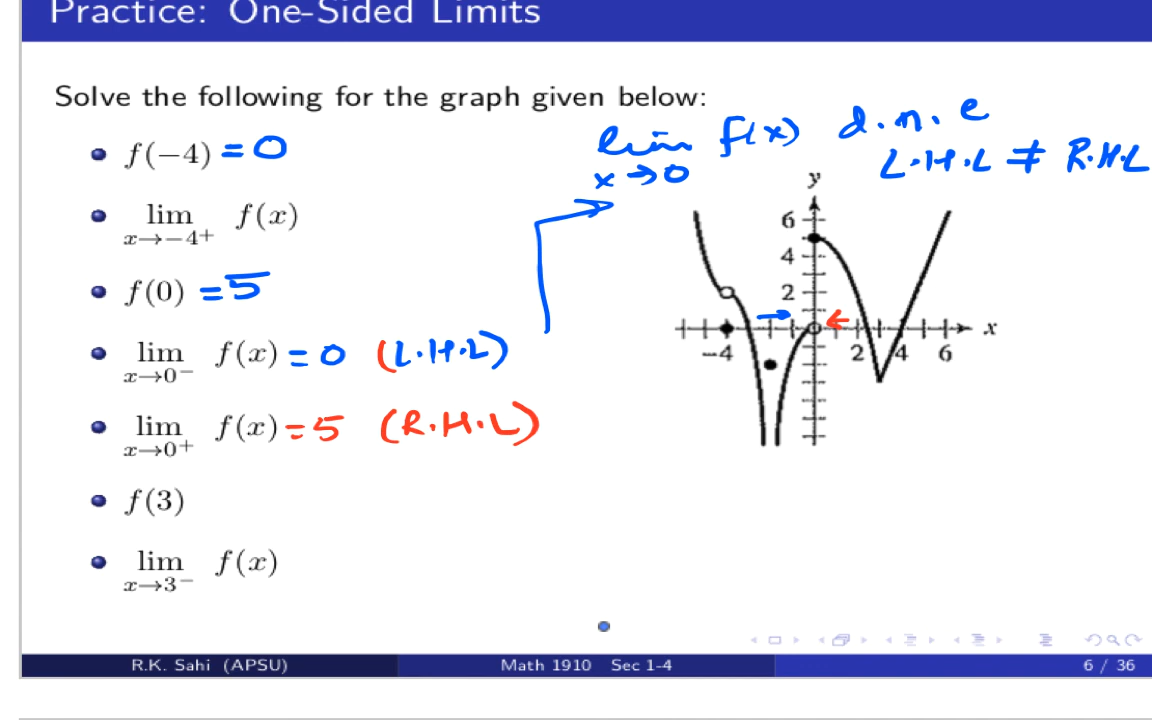 Practice: One-Sided Limits
Solve the following for the graph given below:
f(−4) = 0
lim x→−4⁺ f(x)
f(0) = 5
lim x→0⁻ f(x) = 0 (L.H.L)
lim x→0⁺ f(x) = 5 (R.H.L)
f(3)
lim x→3⁻ f(x)
lim x→0 f(x) d.n.e
L.H.L ≠ R.H.L
y
6
4
2
−4 2 4 6 x
R.K. Sahi (APSU) Math 1910 Sec 1-4 6 / 36